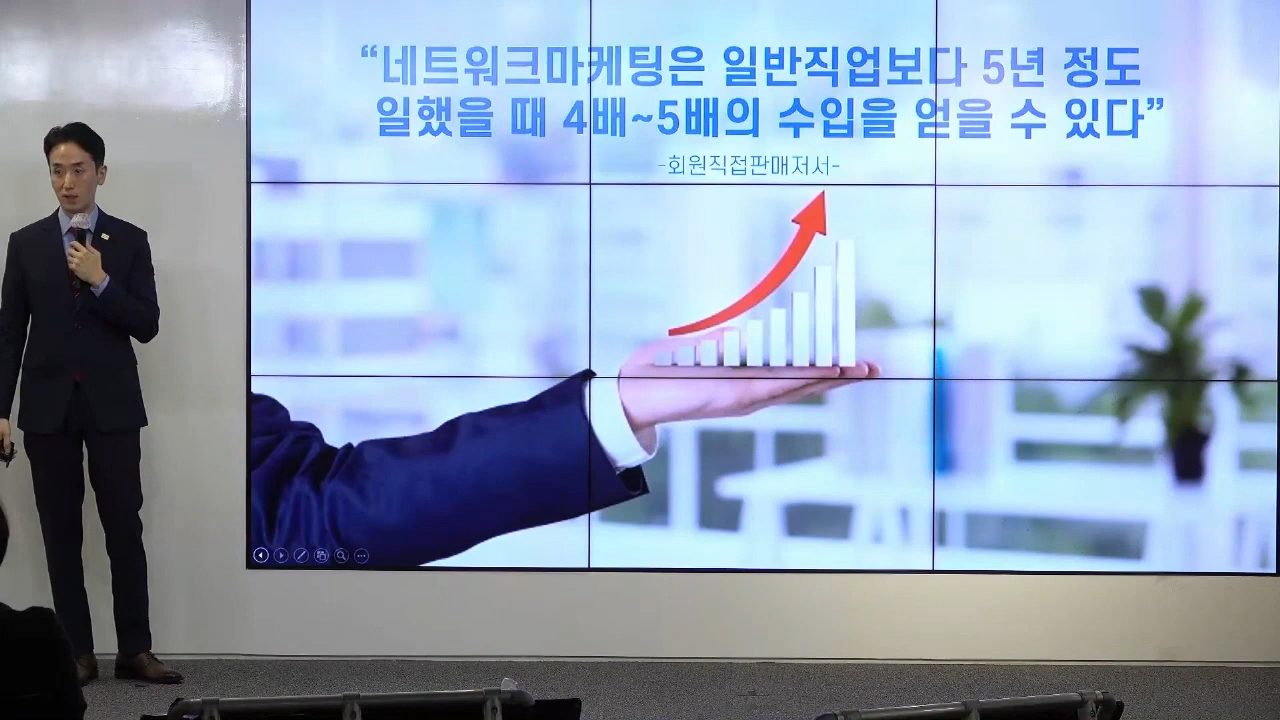 “네트워크마케팅은 일반직업보다 5년 정도
일했을 때 4배~5배의 수입을 얻을 수 있다”
-회원직접판매저서-